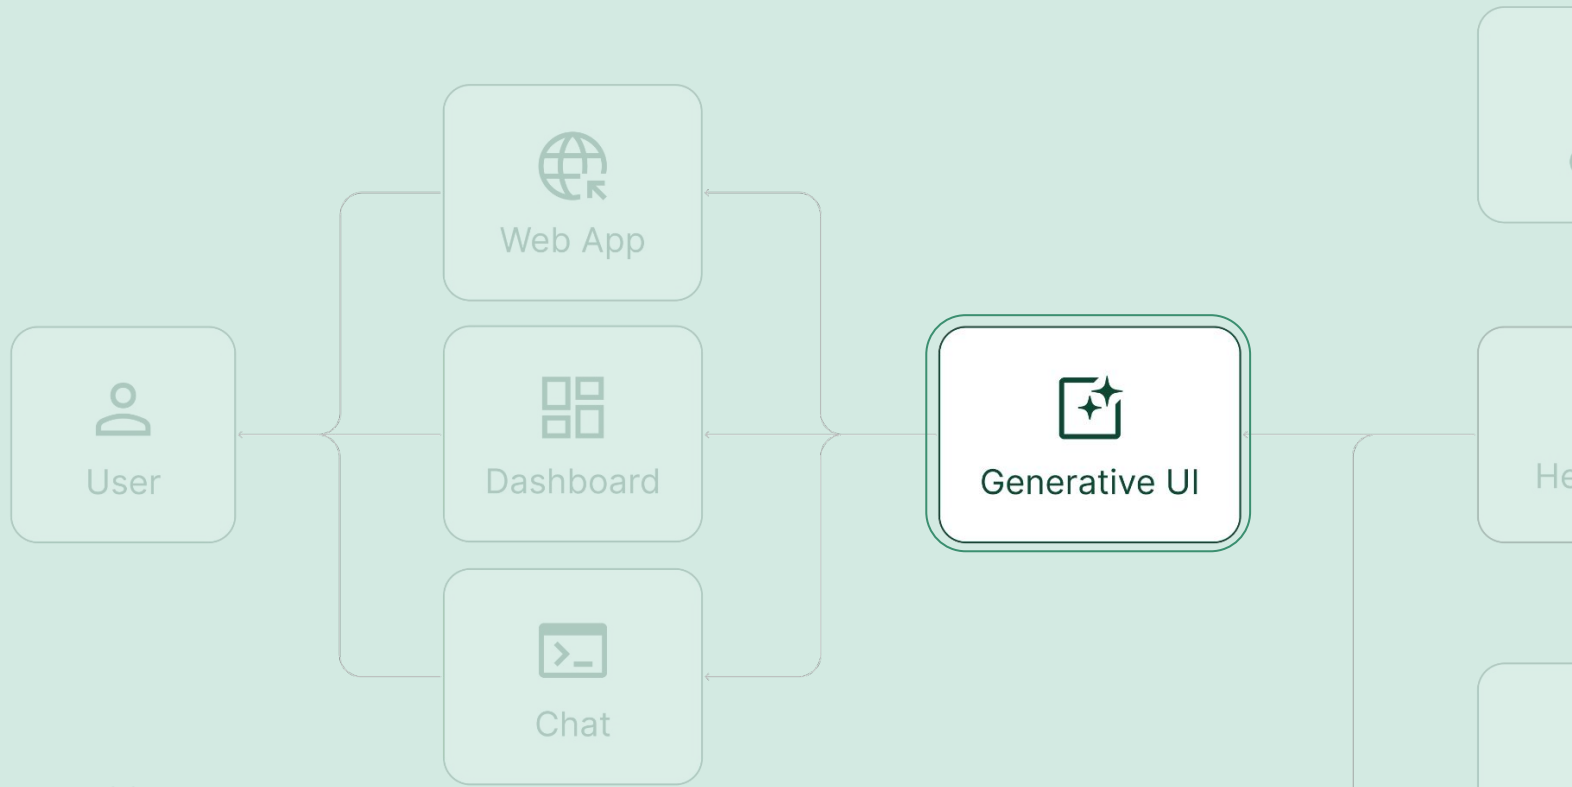 Web App
User
Dashboard
Generative UI
Chat